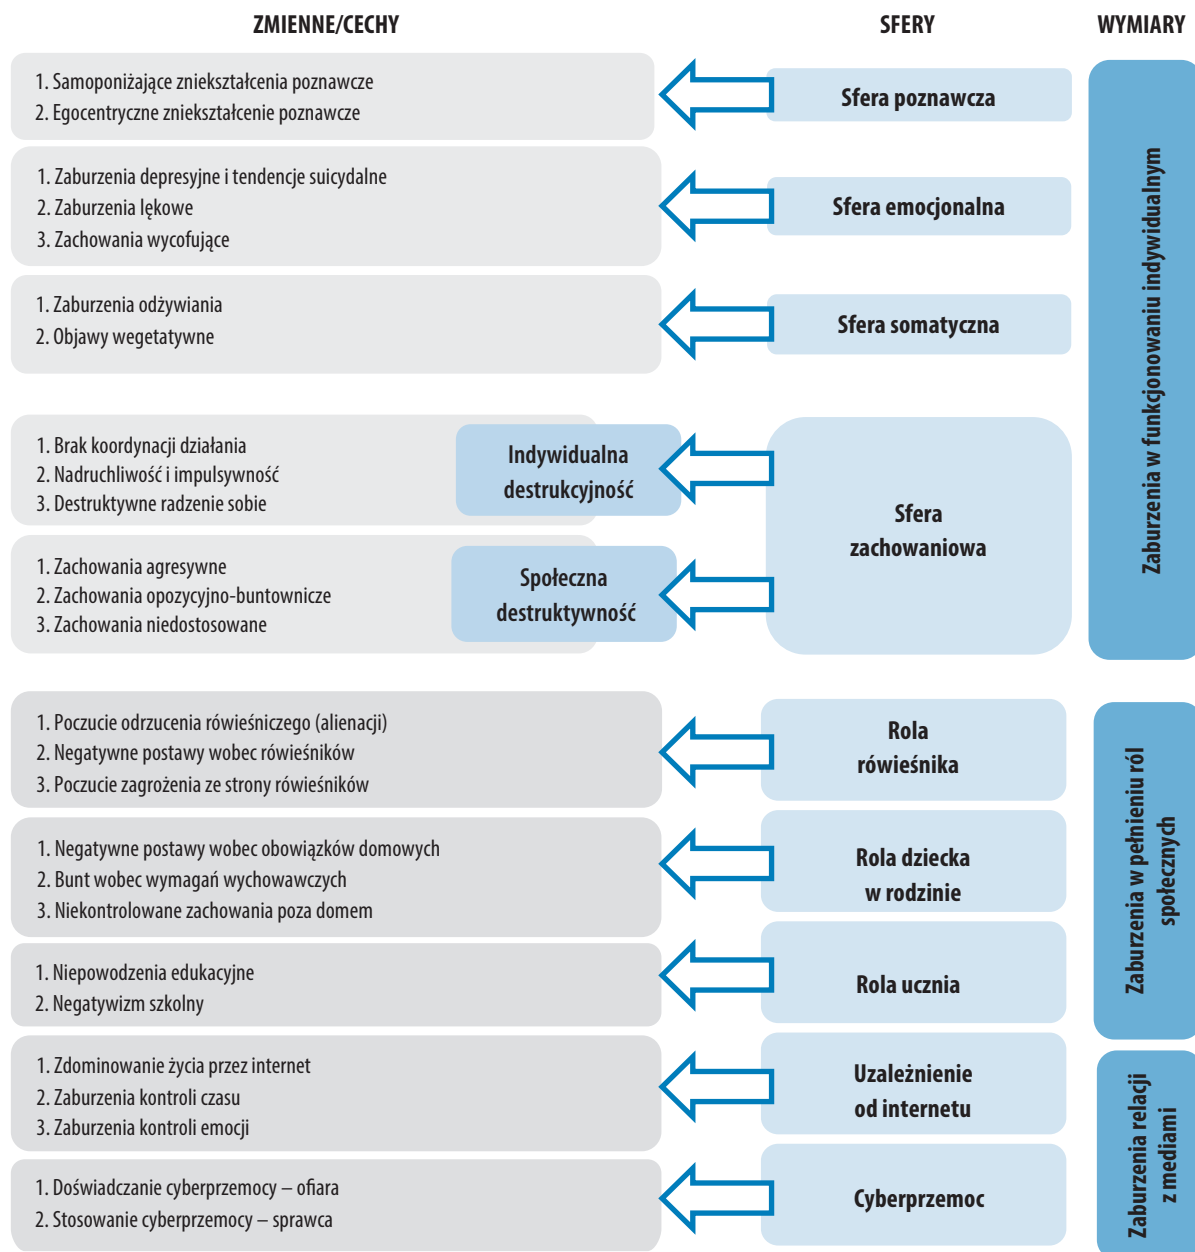 ZMIENNE/CECHY
SFERY
WYMIARY
1. Samoponiżające zniekształcenia poznawcze
2. Egocentryczne zniekształcenie poznawcze
Sfera poznawcza
1. Zaburzenia depresyjne i tendencje suicydalne
2. Zaburzenia lękowe
3. Zachowania wycofujące
Sfera emocjonalna
1. Zaburzenia odżywiania
2. Objawy wegetatywne
Sfera somatyczna
1. Brak koordynacji działania
2. Nadruchliwość i impulsywność
3. Destruktywne radzenie sobie
Indywidualna
destrukcyjność
1. Zachowania agresywne
2. Zachowania opozycyjno-buntownicze
3. Zachowania niedostosowane
Społeczna
destruktywność
Sfera
zachowaniowa
Zaburzenia w funkcjonowaniu indywidualnym
1. Poczucie odrzucenia rówieśniczego (alienacji)
2. Negatywne postawy wobec rówieśników
3. Poczucie zagrożenia ze strony rówieśników
Rola
rówieśnika
1. Negatywne postawy wobec obowiązków domowych
2. Bunt wobec wymagań wychowawczych
3. Niekontrolowane zachowania poza domem
Rola dziecka
w rodzinie
1. Niepowodzenia edukacyjne
2. Negatywizm szkolny
Rola ucznia
Zaburzenia w pełnieniu ról
społecznych
1. Zdominowanie życia przez internet
2. Zaburzenia kontroli czasu
3. Zaburzenia kontroli emocji
Uzależnienie
od internetu
1. Doświadczanie cyberprzemocy – ofiara
2. Stosowanie cyberprzemocy – sprawca
Cyberprzemoc
Zaburzenia relacji
z mediami